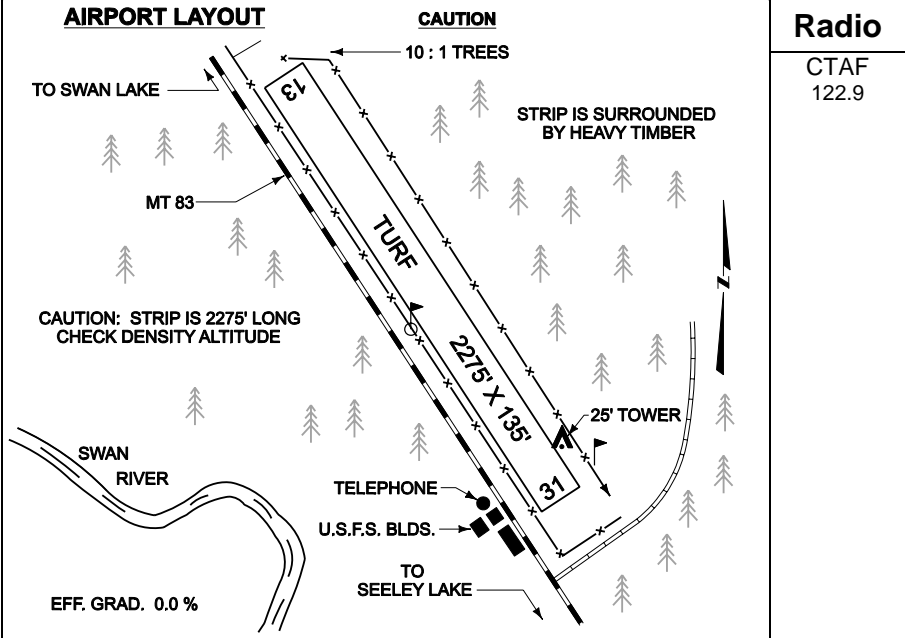 AIRPORT LAYOUT
CAUTION
10 : 1 TREES
Radio
CTAF
122.9
TO SWAN LAKE
13
STRIP IS SURROUNDED
BY HEAVY TIMBER
MT 83
TURF
N
CAUTION: STRIP IS 2275' LONG
CHECK DENSITY ALTITUDE
2275' X 135'
25' TOWER
SWAN
RIVER
TELEPHONE
31
U.S.F.S. BLDS.
TO
SEELEY LAKE
EFF. GRAD. 0.0 %